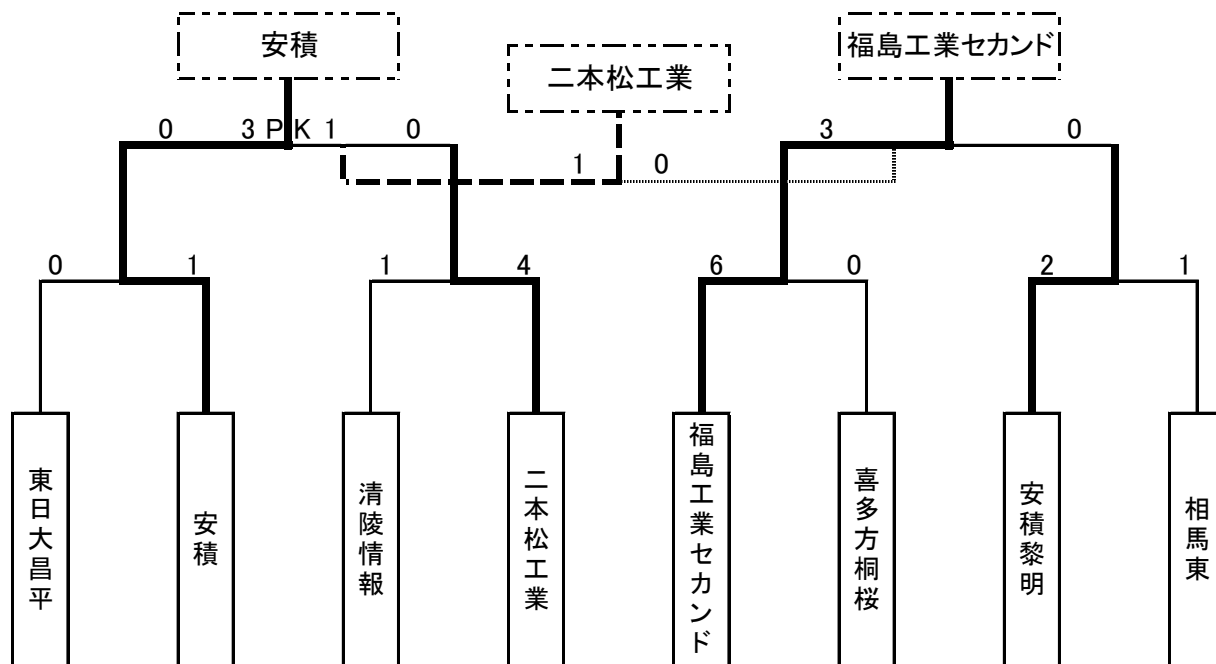 安積
福島工業セカンド
二本松工業
0 3 PK 1 0
3 0
1 0
0 1 1 4 6 0 2 1
東日大昌平
安積
清陵情報
二本松工業
福島工業セカンド
喜多方桐桜
安積黎明
相馬東